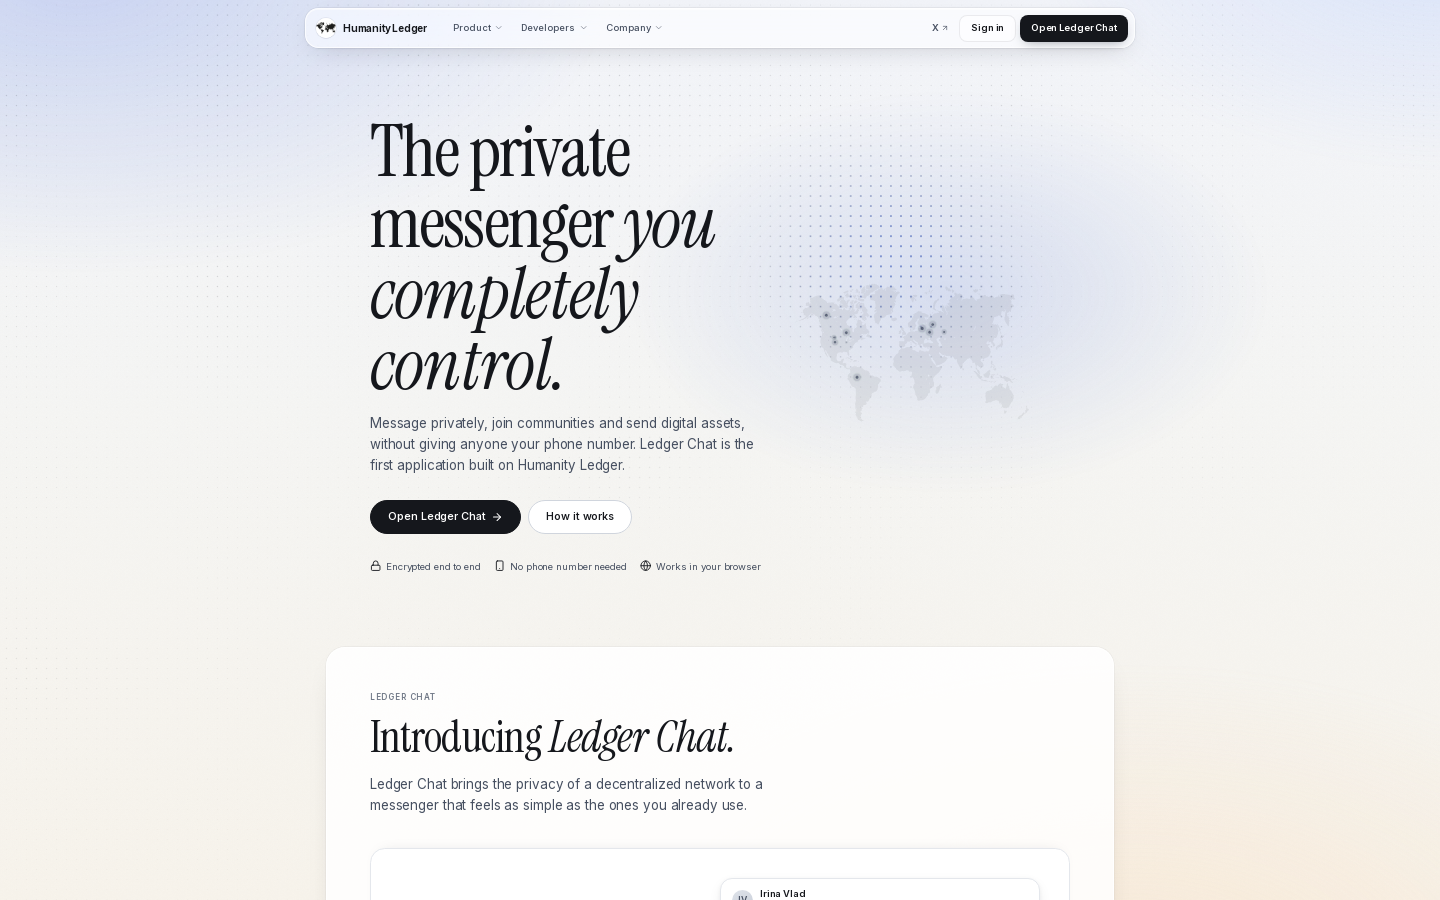 Humanity Ledger
Product
Developers
Company
X
Sign in
Open Ledger Chat
The private
messenger you
completely
control.
Message privately, join communities and send digital assets,
without giving anyone your phone number. Ledger Chat is the
first application built on Humanity Ledger.
Open Ledger Chat
How it works
Encrypted end to end
No phone number needed
Works in your browser
LEDGER CHAT
Introducing Ledger Chat.
Ledger Chat brings the privacy of a decentralized network to a
messenger that feels as simple as the ones you already use.
IV
Irina Vlad